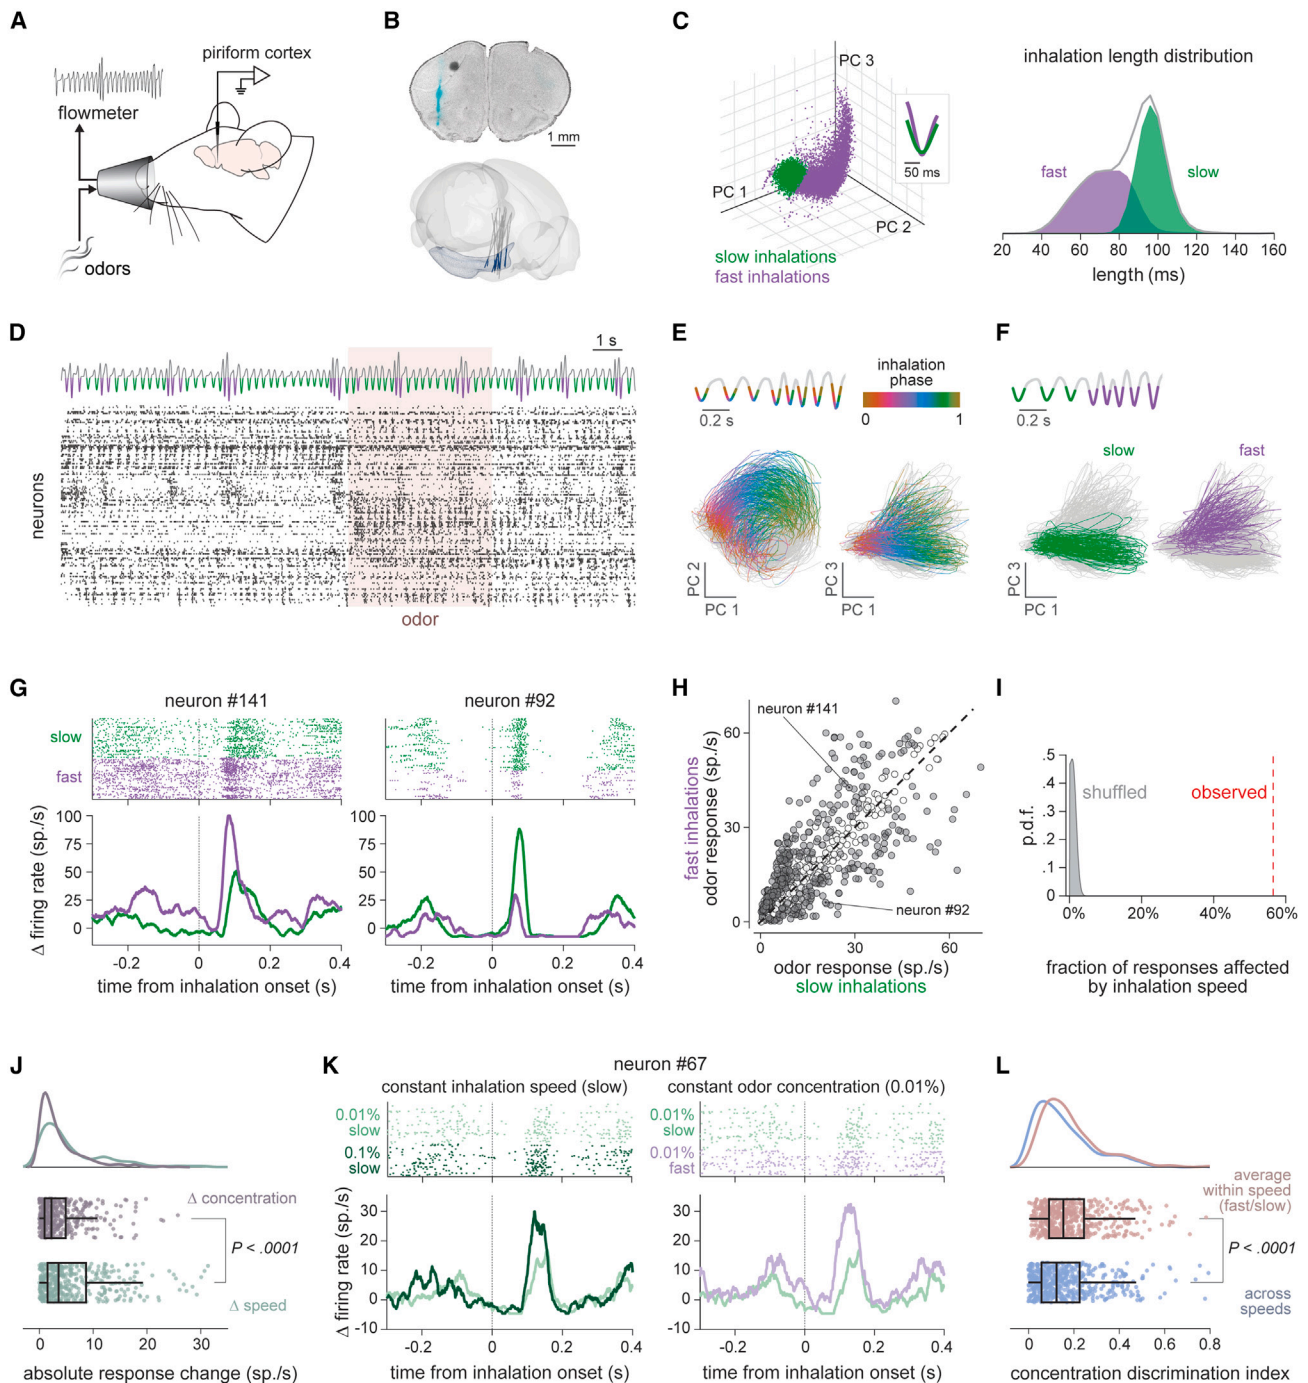 A
piriform cortex
flowmeter
odors
B
1 mm
C
PC 3
PC 1
PC 2
50 ms
slow inhalations
fast inhalations
inhalation length distribution
fast
slow
20 40 60 80 100 120 140 160
length (ms)
D
1 s
neurons
odor
E
inhalation
phase
0.2 s
0 1
PC 2
PC 1
PC 3
PC 1
F
0.2 s
slow
fast
PC 3
PC 1
G
neuron #141
neuron #92
slow
fast
Δ firing rate (sp./s)
100
75
50
25
0
100
75
50
25
0
-0.2 0 0.2 0.4
-0.2 0 0.2 0.4
time from inhalation onset (s)
time from inhalation onset (s)
H
neuron #141
neuron #92
fast inhalations
odor response (sp./s)
60
30
0
0 30 60
odor response (sp./s)
slow inhalations
I
p.d.f.
.5
.4
.3
.2
.1
0
shuffled
observed
0% 20% 40% 60%
fraction of responses affected
by inhalation speed
J
Δ concentration
P < .0001
Δ speed
0 10 20 30
absolute response change (sp./s)
K
neuron #67
constant inhalation speed (slow)
constant odor concentration (0.01%)
0.01%
slow
0.1%
slow
0.01%
slow
0.01%
fast
Δ firing rate (sp./s)
30
20
10
0
-10
30
20
10
0
-10
-0.2 0 0.2 0.4
-0.2 0 0.2 0.4
time from inhalation onset (s)
time from inhalation onset (s)
L
average
within speed
(fast/slow)
P < .0001
across
speeds
0 0.2 0.4 0.6 0.8
concentration discrimination index